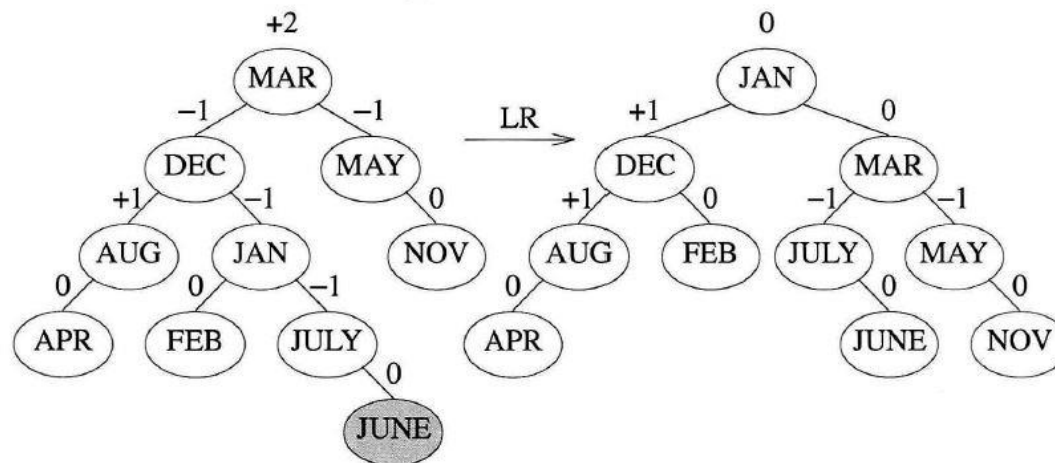 +2 0
MAR JAN
−1 −1 LR +1 0
DEC MAY DEC MAR
+1 −1 0 +1 0 −1 −1
AUG JAN NOV AUG FEB JULY MAY
0 0 −1 0 0 0
APR FEB JULY APR JUNE NOV
0
JUNE